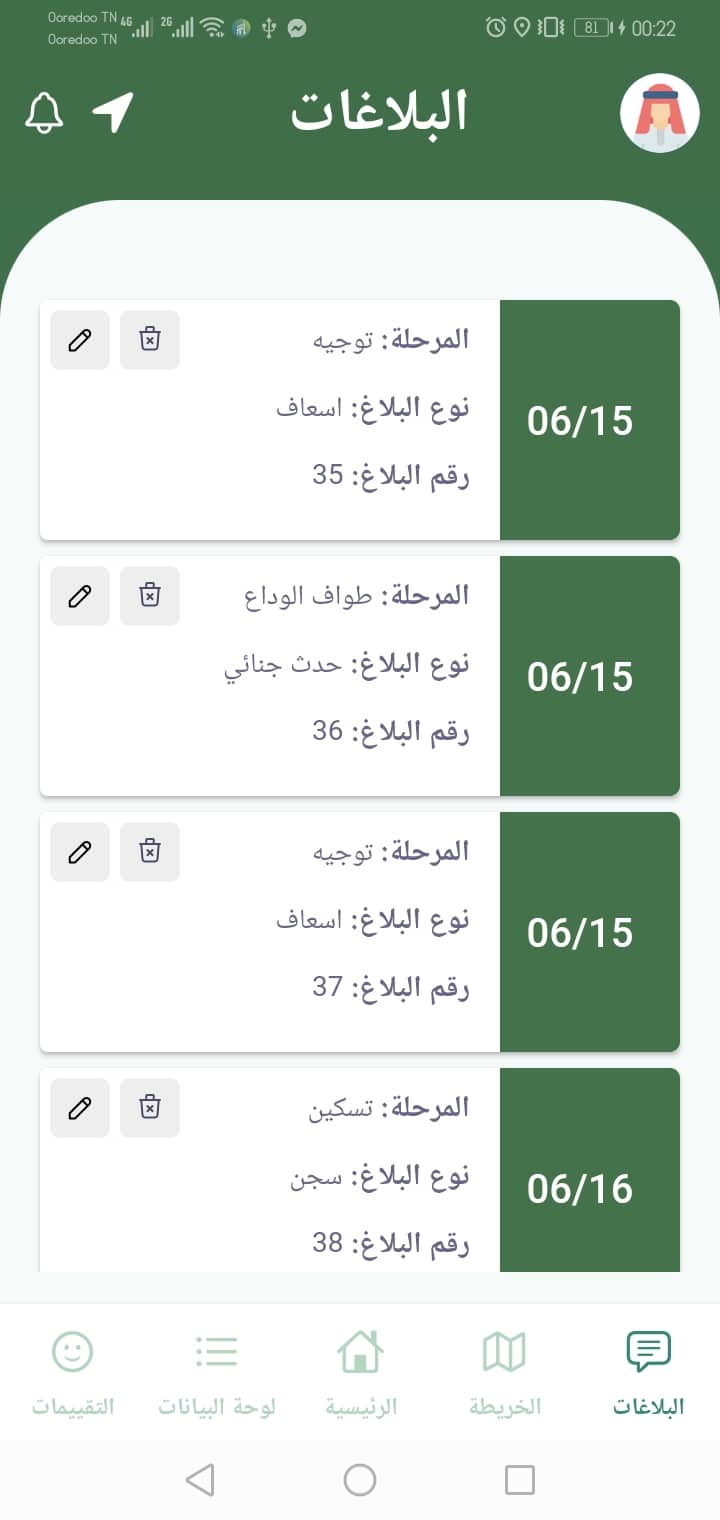 Ooredoo TN 4G 2G 81 00:22
Ooredoo TN
البلاغات
06/15
المرحلة: توجيه
نوع البلاغ: اسعاف
رقم البلاغ: 35
06/15
المرحلة: طواف الوداع
نوع البلاغ: حدث جنائي
رقم البلاغ: 36
06/15
المرحلة: توجيه
نوع البلاغ: اسعاف
رقم البلاغ: 37
06/16
المرحلة: تسكين
نوع البلاغ: سجن
رقم البلاغ: 38
البلاغات
الخريطة
الرئيسية
لوحة البيانات
التقييمات